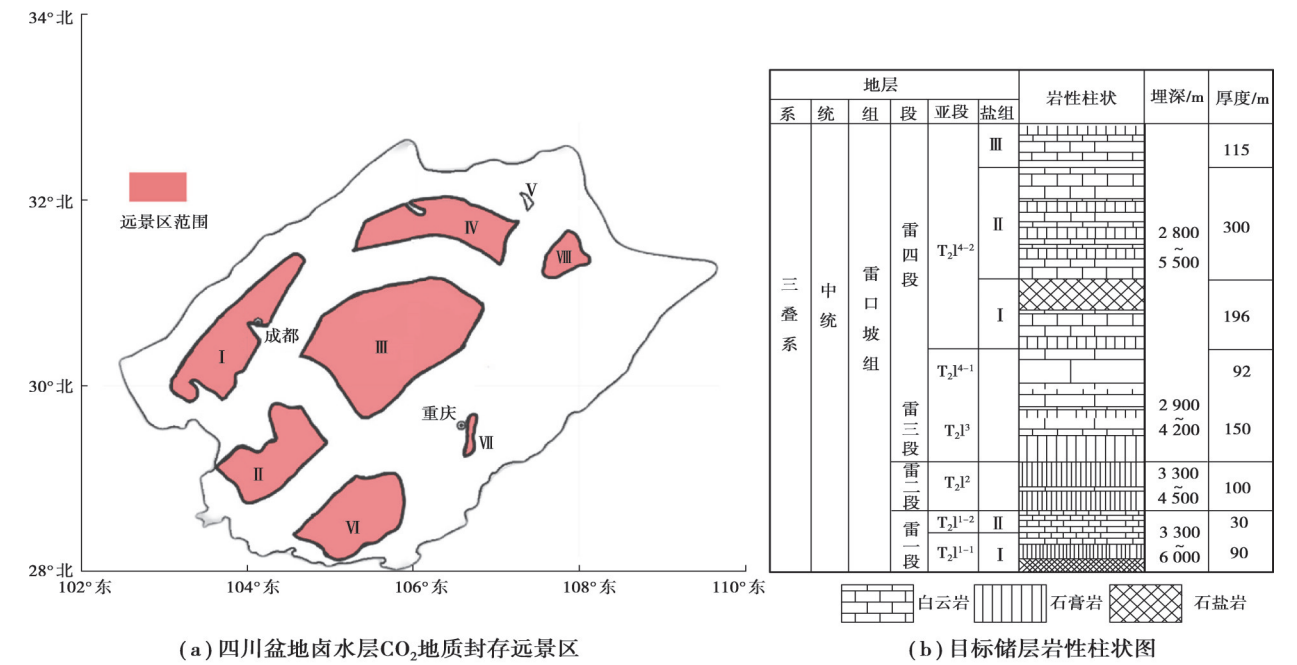 34°北
33°北
32°北
30°北
28°北
102°东
104°东
106°东
108°东
110°东
远景区范围
Ⅰ
成都
Ⅱ
Ⅲ
Ⅳ
Ⅴ
Ⅷ
重庆
Ⅶ
Ⅵ
(a)四川盆地卤水层CO₂地质封存远景区
地层
岩性柱状
埋深/m
厚度/m
系 统 组 段 亚段 盐组
三叠系
中统
雷口坡组
雷四段
T₂l⁴⁻²
Ⅲ
115
Ⅱ
2 800
~
5 500
300
Ⅰ
196
T₂l⁴⁻¹
92
雷三段
T₂l³
2 900
~
4 200
150
雷二段
T₂l²
3 300
~
4 500
100
雷一段
T₂l¹⁻²
Ⅱ
30
T₂l¹⁻¹
Ⅰ
3 300
~
6 000
90
白云岩
石膏岩
石盐岩
(b)目标储层岩性柱状图